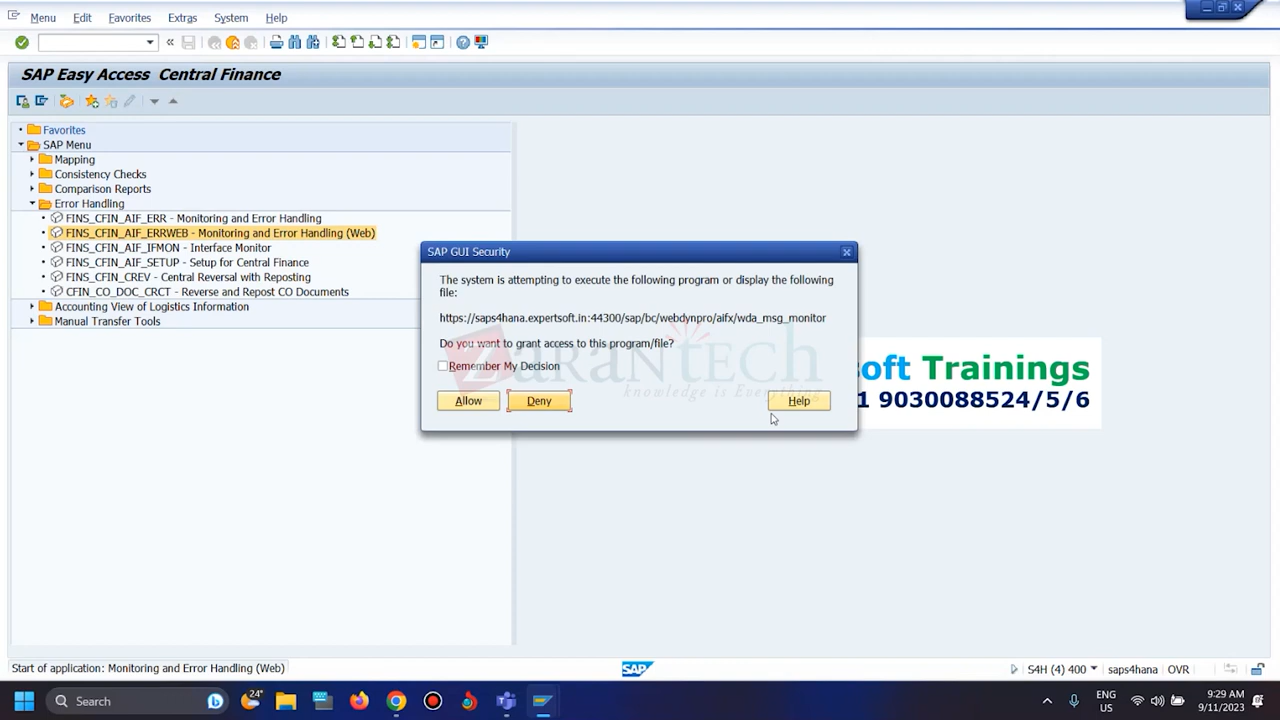 Menu Edit Favorites Extras System Help
SAP Easy Access Central Finance
Favorites
SAP Menu
Mapping
Consistency Checks
Comparison Reports
Error Handling
FINS_CFIN_AIF_ERR - Monitoring and Error Handling
FINS_CFIN_AIF_ERRWEB - Monitoring and Error Handling (Web)
FINS_CFIN_AIF_IFMON - Interface Monitor
FINS_CFIN_AIF_SETUP - Setup for Central Finance
FINS_CFIN_CREV - Central Reversal with Reposting
CFIN_CO_DOC_CRCT - Reverse and Repost CO Documents
Accounting View of Logistics Information
Manual Transfer Tools
SAP GUI Security
The system is attempting to execute the following program or display the following
file:
https://saps4hana.expertsoft.in:44300/sap/bc/webdynpro/aifx/wda_msg_monitor
Do you want to grant access to this program/file?
Remember My Decision
Allow Deny Help
zaranTech
knowledge is Everything
soft Trainings
1 9030088524/5/6
Start of application: Monitoring and Error Handling (Web)
SAP
S4H (4) 400 saps4hana OVR
Search
24°
ENG
US
9:29 AM
9/11/2023